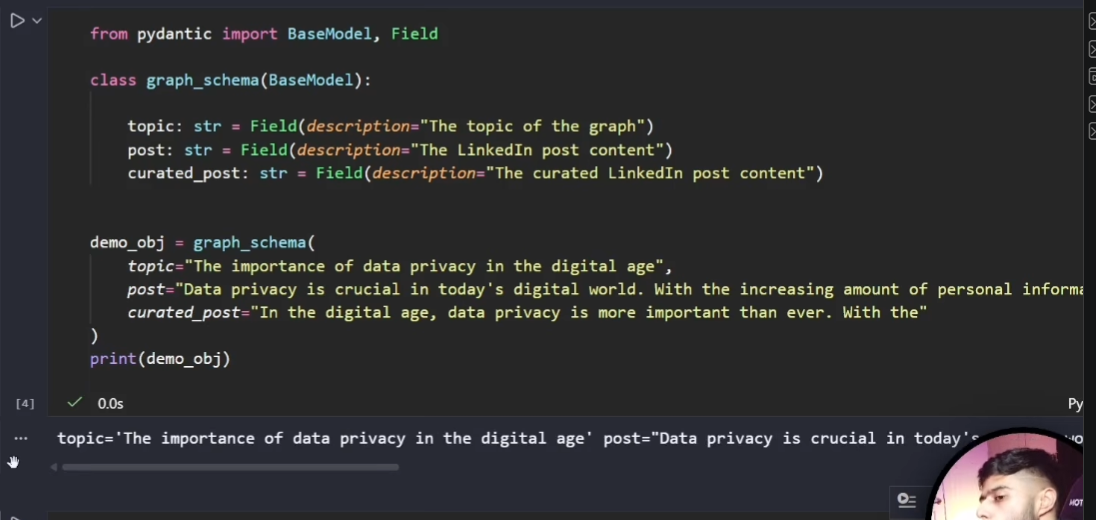 from pydantic import BaseModel, Field
class graph_schema(BaseModel):
topic: str = Field(description="The topic of the graph")
post: str = Field(description="The LinkedIn post content")
curated_post: str = Field(description="The curated LinkedIn post content")
demo_obj = graph_schema(
topic="The importance of data privacy in the digital age",
post="Data privacy is crucial in today's digital world. With the increasing amount of personal informa
curated_post="In the digital age, data privacy is more important than ever. With the"
)
print(demo_obj)
[4] 0.0s Py
topic='The importance of data privacy in the digital age' post="Data privacy is crucial in today's
HOT